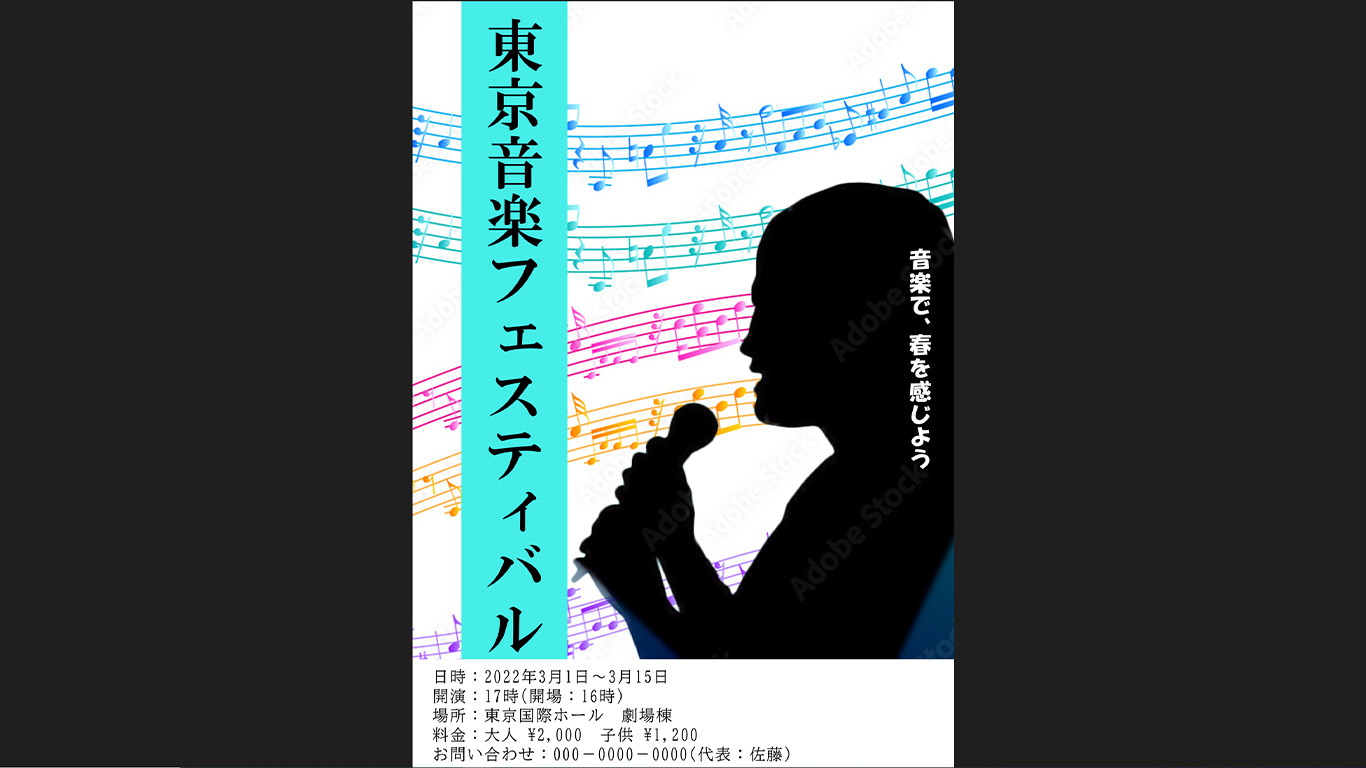 東京音楽フェスティバル
音楽で、春を感じよう
日時：2022年3月1日～3月15日
開演：17時(開場：16時)
場所：東京国際ホール　劇場棟
料金：大人 ¥2,000　子供 ¥1,200
お問い合わせ：000－0000－0000(代表：佐藤)
Adobe Stock